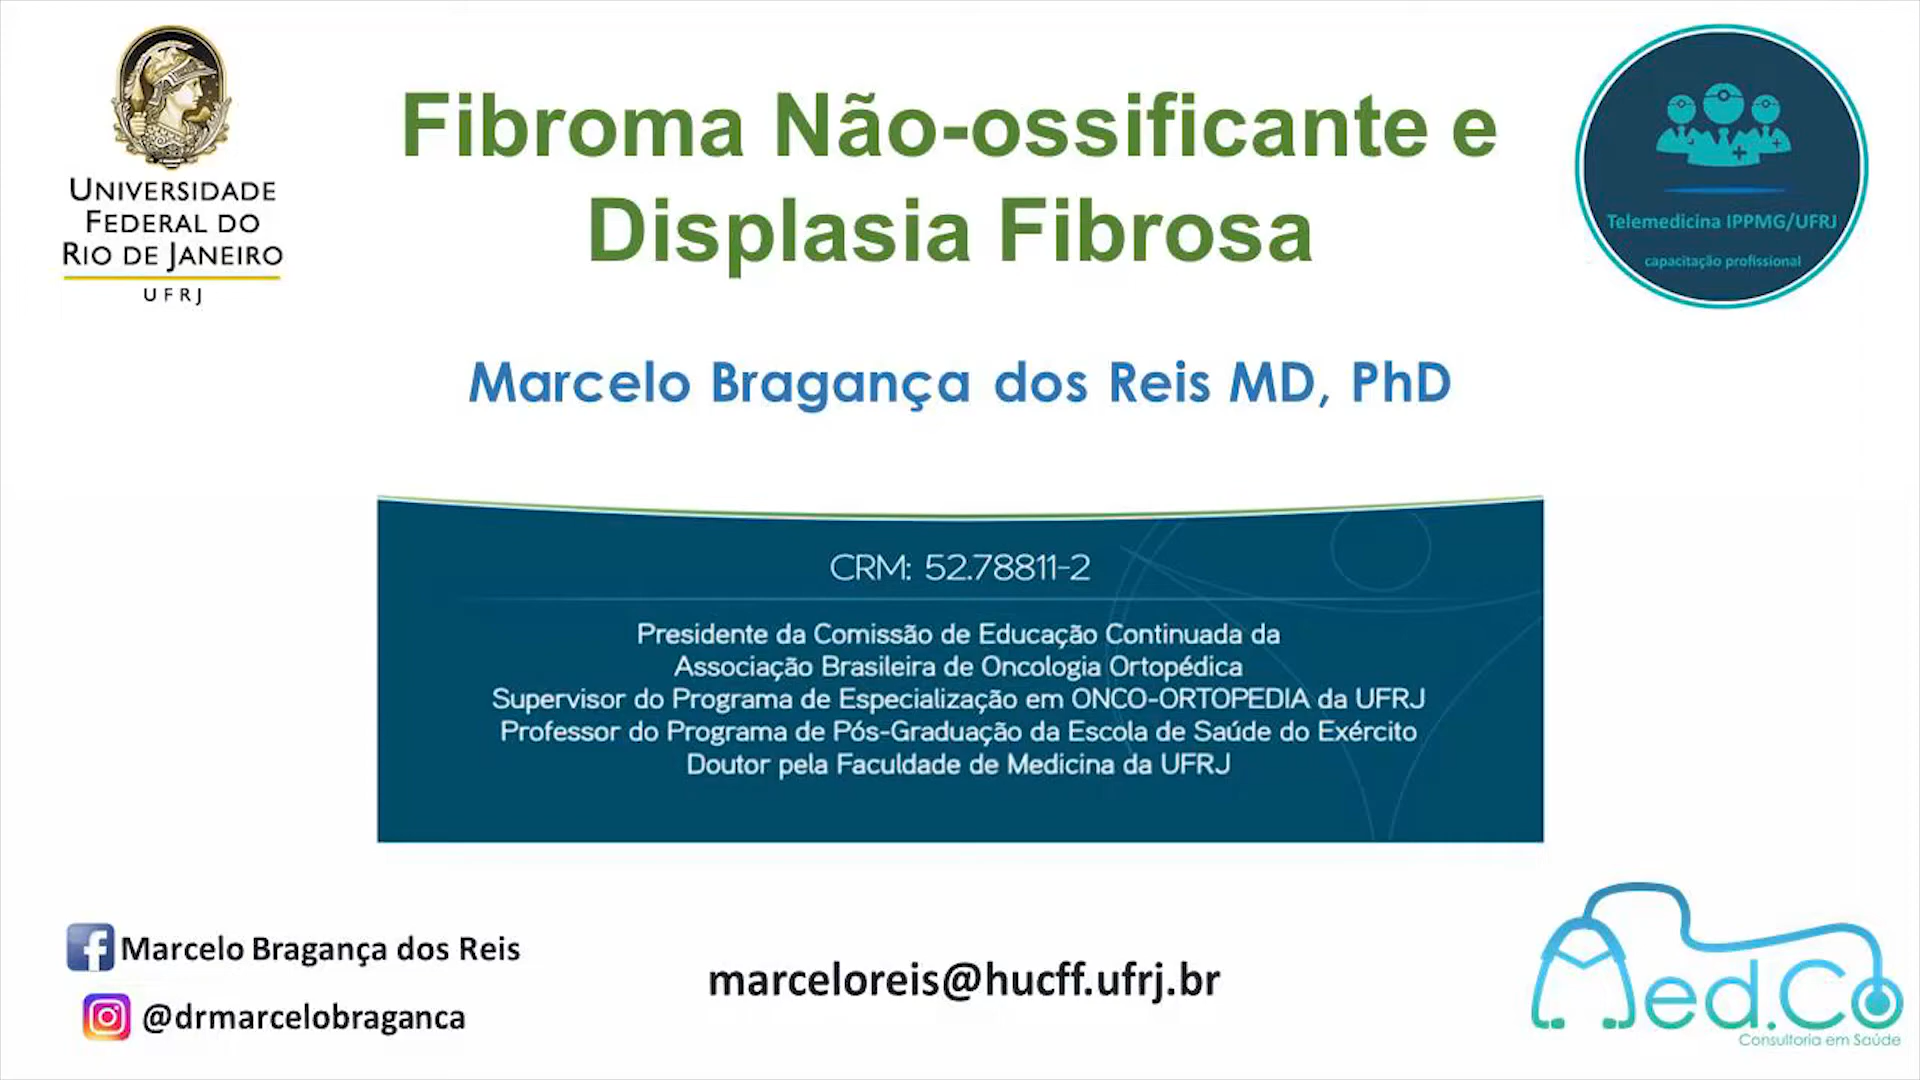 UNIVERSIDADE
FEDERAL DO
RIO DE JANEIRO
UFRJ
Fibroma Não-ossificante e
Displasia Fibrosa
Telemedicina IPPMG/UFRJ
capacitação profissional
Marcelo Bragança dos Reis MD, PhD
CRM: 52.78811-2
Presidente da Comissão de Educação Continuada da
Associação Brasileira de Oncologia Ortopédica
Supervisor do Programa de Especialização em ONCO-ORTOPEDIA da UFRJ
Professor do Programa de Pós-Graduação da Escola de Saúde do Exército
Doutor pela Faculdade de Medicina da UFRJ
Marcelo Bragança dos Reis
@drmarcelobraganca
marceloreis@hucff.ufrj.br
Med.Co
Consultoria em Saúde